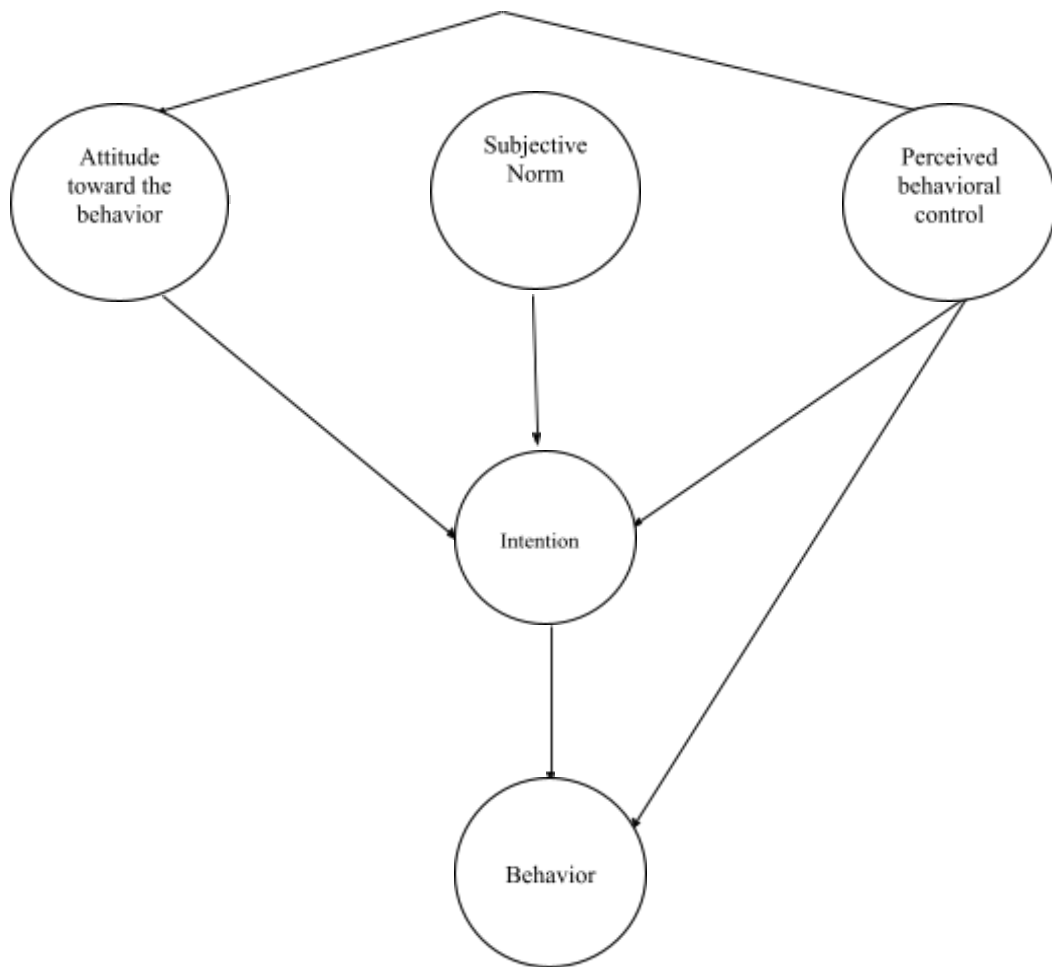 Attitude
toward the
behavior
Subjective
Norm
Perceived
behavioral
control
Intention
Behavior